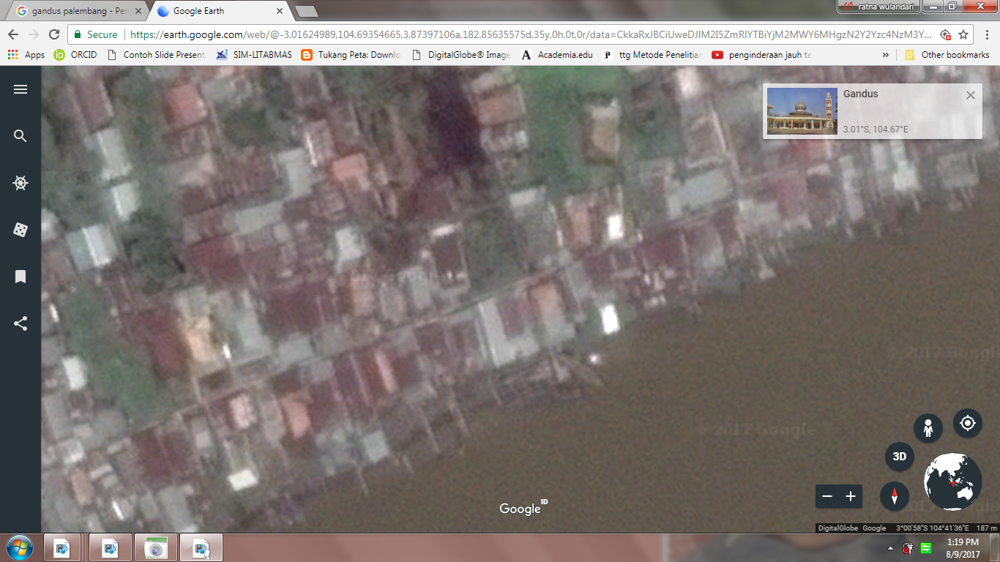 gandus palembang - Per
Google Earth
ratna wulandari
Secure
https://earth.google.com/web/@-3.01624989,104.69354665,3.87397106a,182.85635575d,35y,0h,0t,0r/data=CkkaRxJBCiUweDJlM2I5ZmRlYTBiYjM2MWY6MHgzN2Y2Yzc4NzM3Y...
Apps
ORCID
Contoh Slide Present
SIM-LITABMAS
Tukang Peta: Downlo
DigitalGlobe® Image
Academia.edu
ttg Metode Penelitian
penginderaan jauh te
»
Other bookmarks
Gandus
3.01°S, 104.67°E
2017 Google
© 2017 Google
3D
Google ID
DigitalGlobe Google 3°00'58"S 104°41'36"E 187 m
1:19 PM
8/9/2017